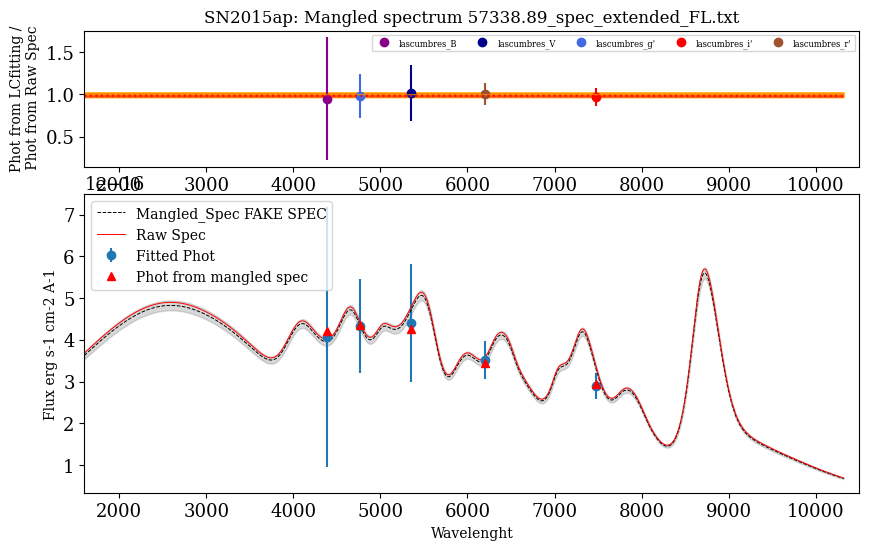 SN2015ap: Mangled spectrum 57338.89_spec_extended_FL.txt
Phot from LCfitting /
Phot from Raw Spec
1.5
1.0
0.5
lascumbres_B
lascumbres_V
lascumbres_g'
lascumbres_i'
lascumbres_r'
2000 3000 4000 5000 6000 7000 8000 9000 10000
1e−16
Flux erg s-1 cm-2 A-1
7
6
5
4
3
2
1
Mangled_Spec FAKE SPEC
Raw Spec
Fitted Phot
Phot from mangled spec
2000 3000 4000 5000 6000 7000 8000 9000 10000
Wavelenght